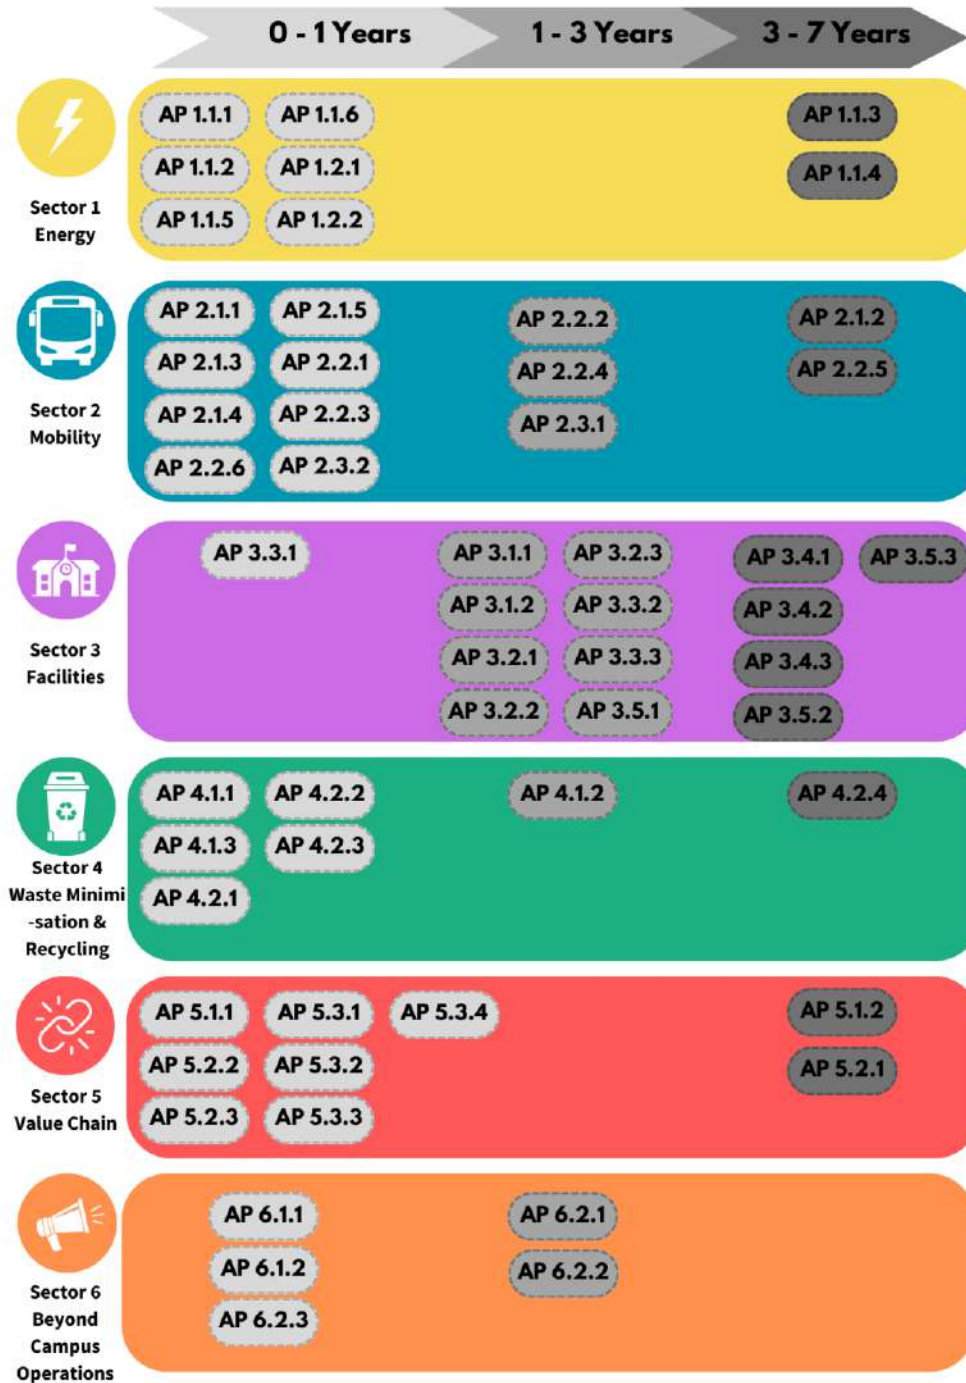 0 - 1 Years
1 - 3 Years
3 - 7 Years
AP 1.1.1
AP 1.1.6
AP 1.1.3
AP 1.1.2
AP 1.2.1
AP 1.1.4
AP 1.1.5
AP 1.2.2
Sector 1
Energy
AP 2.1.1
AP 2.1.5
AP 2.2.2
AP 2.1.2
AP 2.1.3
AP 2.2.1
AP 2.2.4
AP 2.2.5
AP 2.1.4
AP 2.2.3
AP 2.3.1
AP 2.2.6
AP 2.3.2
Sector 2
Mobility
AP 3.3.1
AP 3.1.1
AP 3.2.3
AP 3.4.1
AP 3.5.3
AP 3.1.2
AP 3.3.2
AP 3.4.2
AP 3.2.1
AP 3.3.3
AP 3.4.3
AP 3.2.2
AP 3.5.1
AP 3.5.2
Sector 3
Facilities
AP 4.1.1
AP 4.2.2
AP 4.1.2
AP 4.2.4
AP 4.1.3
AP 4.2.3
AP 4.2.1
Sector 4
Waste Minimi
-sation &
Recycling
AP 5.1.1
AP 5.3.1
AP 5.3.4
AP 5.1.2
AP 5.2.2
AP 5.3.2
AP 5.2.1
AP 5.2.3
AP 5.3.3
Sector 5
Value Chain
AP 6.1.1
AP 6.2.1
AP 6.1.2
AP 6.2.2
AP 6.2.3
Sector 6
Beyond
Campus
Operations